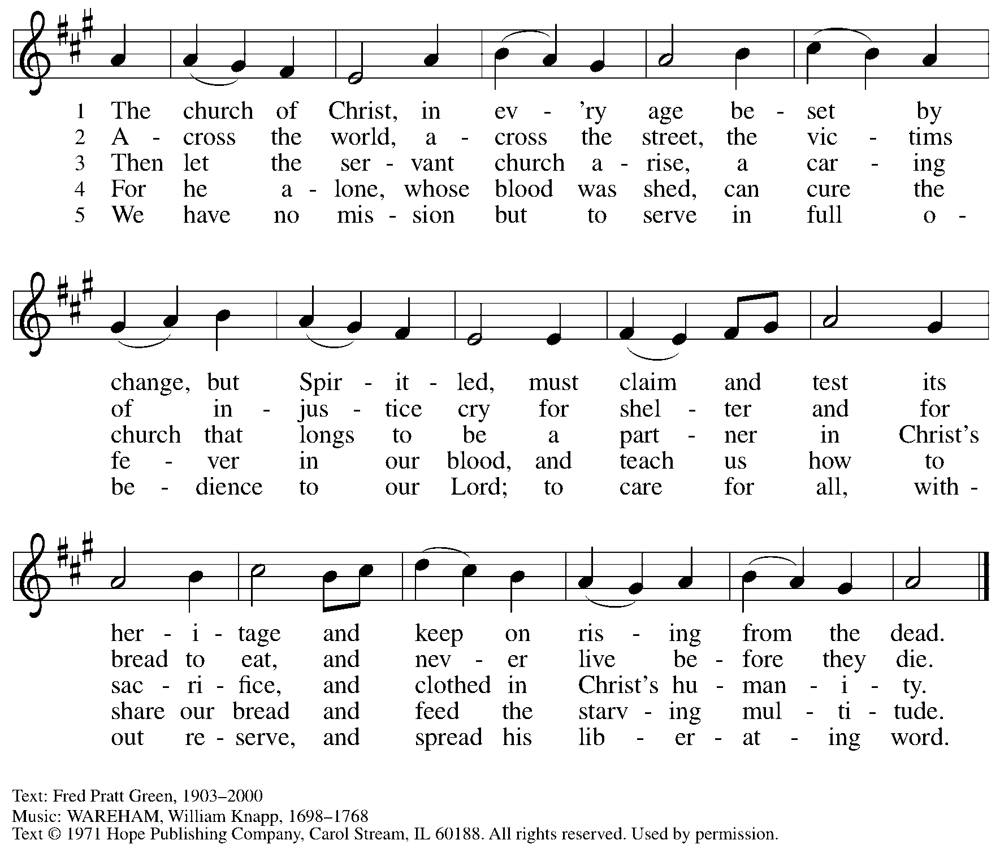 1 The church of Christ, in ev - 'ry age be - set by
2 A - cross the world, a - cross the street, the vic - tims
3 Then let the ser - vant church a - rise, a car - ing
4 For he a - lone, whose blood was shed, can cure the
5 We have no mis - sion but to serve in full o -
change, but Spir - it - led, must claim and test its
of in - jus - tice cry for shel - ter and for
church that longs to be a part - ner in Christ’s
fe - ver in our blood, and teach us how to
be - dience to our Lord; to care for all, with -
her - i - tage and keep on ris - ing from the dead.
bread to eat, and nev - er live be - fore they die.
sac - ri - fice, and clothed in Christ’s hu - man - i - ty.
share our bread and feed the starv - ing mul - ti - tude.
out re - serve, and spread his lib - er - at - ing word.
Text: Fred Pratt Green, 1903–2000
Music: WAREHAM, William Knapp, 1698–1768
Text © 1971 Hope Publishing Company, Carol Stream, IL 60188. All rights reserved. Used by permission.